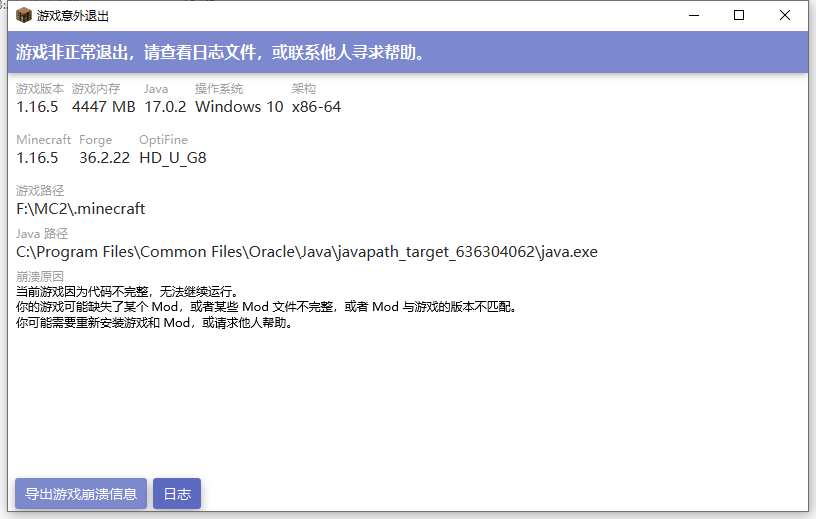 游戏意外退出
游戏非正常退出，请查看日志文件，或联系他人寻求帮助。
游戏版本 游戏内存 Java 操作系统 架构
1.16.5 4447 MB 17.0.2 Windows 10 x86-64
Minecraft Forge OptiFine
1.16.5 36.2.22 HD_U_G8
游戏路径
F:\MC2\.minecraft
Java 路径
C:\Program Files\Common Files\Oracle\Java\javapath_target_636304062\java.exe
崩溃原因
当前游戏因为代码不完整，无法继续运行。
你的游戏可能缺失了某个 Mod，或者某些 Mod 文件不完整，或者 Mod 与游戏的版本不匹配。
你可能需要重新安装游戏和 Mod，或请求他人帮助。
导出游戏崩溃信息 日志